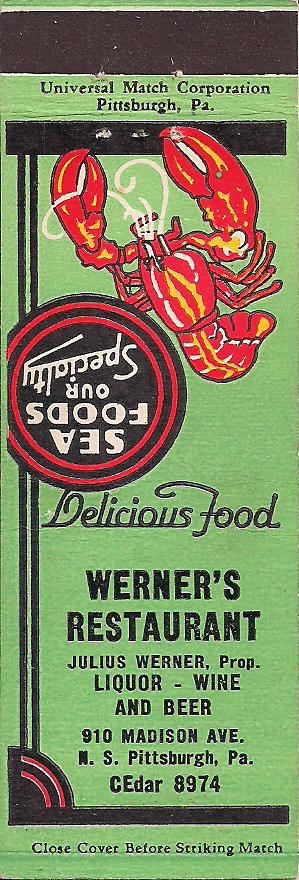 Universal Match Corporation
Pittsburgh, Pa.
SEA
FOODS
OUR
Specialty
Delicious Food
WERNER'S
RESTAURANT
JULIUS WERNER, Prop.
LIQUOR - WINE
AND BEER
910 MADISON AVE.
N. S. Pittsburgh, Pa.
CEdar 8974
Close Cover Before Striking Match